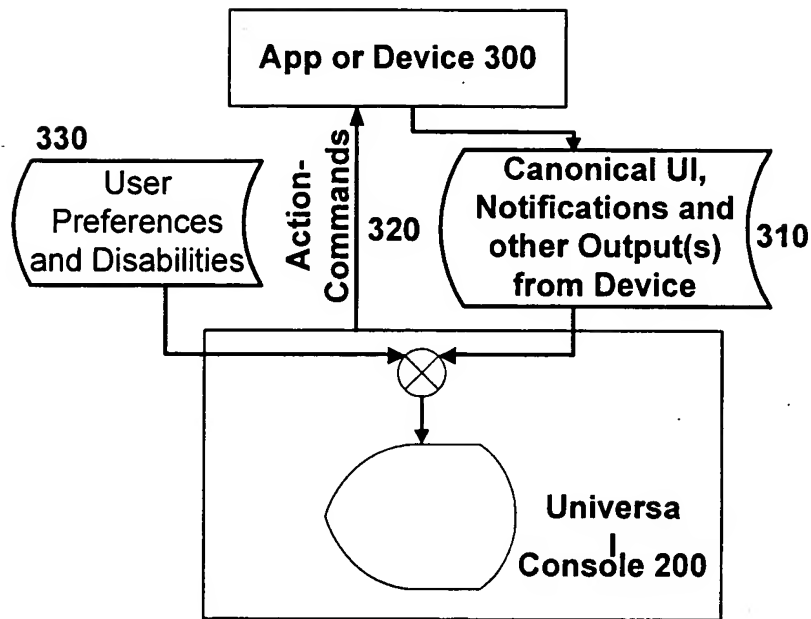 App or Device 300
330
User
Preferences
and Disabilities
Action-
Commands
320
Canonical UI,
Notifications and
other Output(s)
from Device
310
Universa
l
Console 200